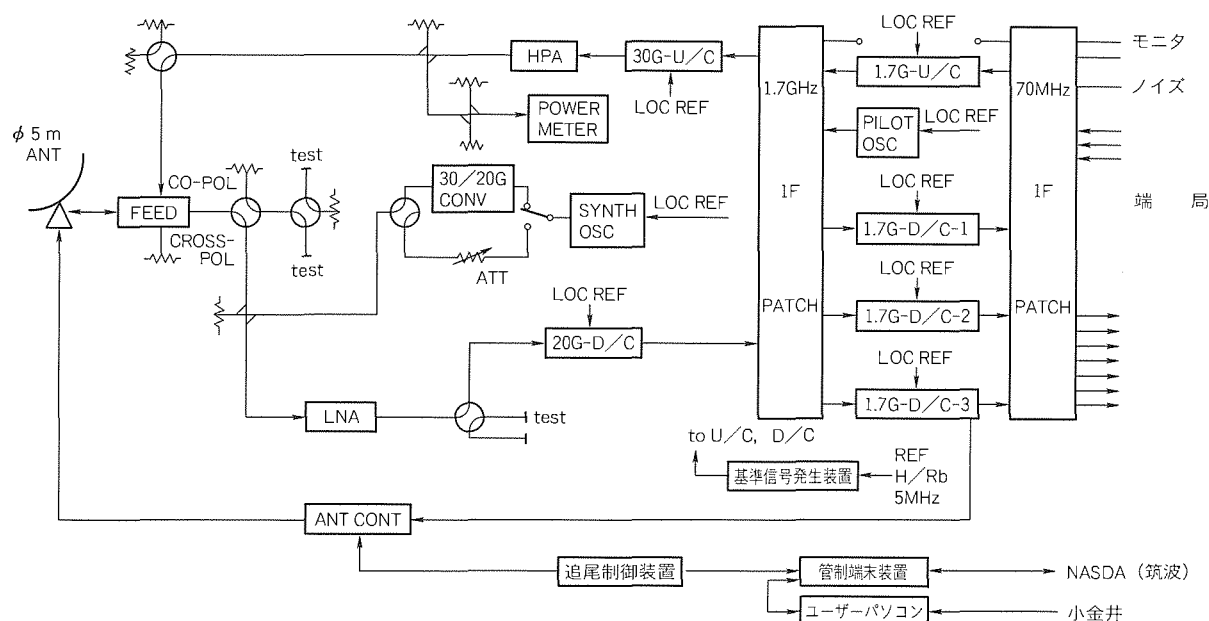 LOC REF
モニタ
HPA
30G-U/C
1.7G-U/C
ノイズ
LOC REF
1.7GHz
70MHz
POWER
METER
PILOT
OSC
LOC REF
φ5m
ANT
test
CO-POL
30/20G
CONV
SYNTH
OSC
LOC REF
LOC REF
IF
IF
端 局
FEED
1.7G-D/C-1
CROSS-
POL
test
ATT
LOC REF
LOC REF
PATCH
PATCH
1.7G-D/C-2
20G-D/C
LOC REF
LNA
test
1.7G-D/C-3
to U/C, D/C
基準信号発生装置
REF
H/Rb
5MHz
ANT CONT
追尾制御装置
管制端末装置
NASDA(筑波)
ユーザーパソコン
小金井